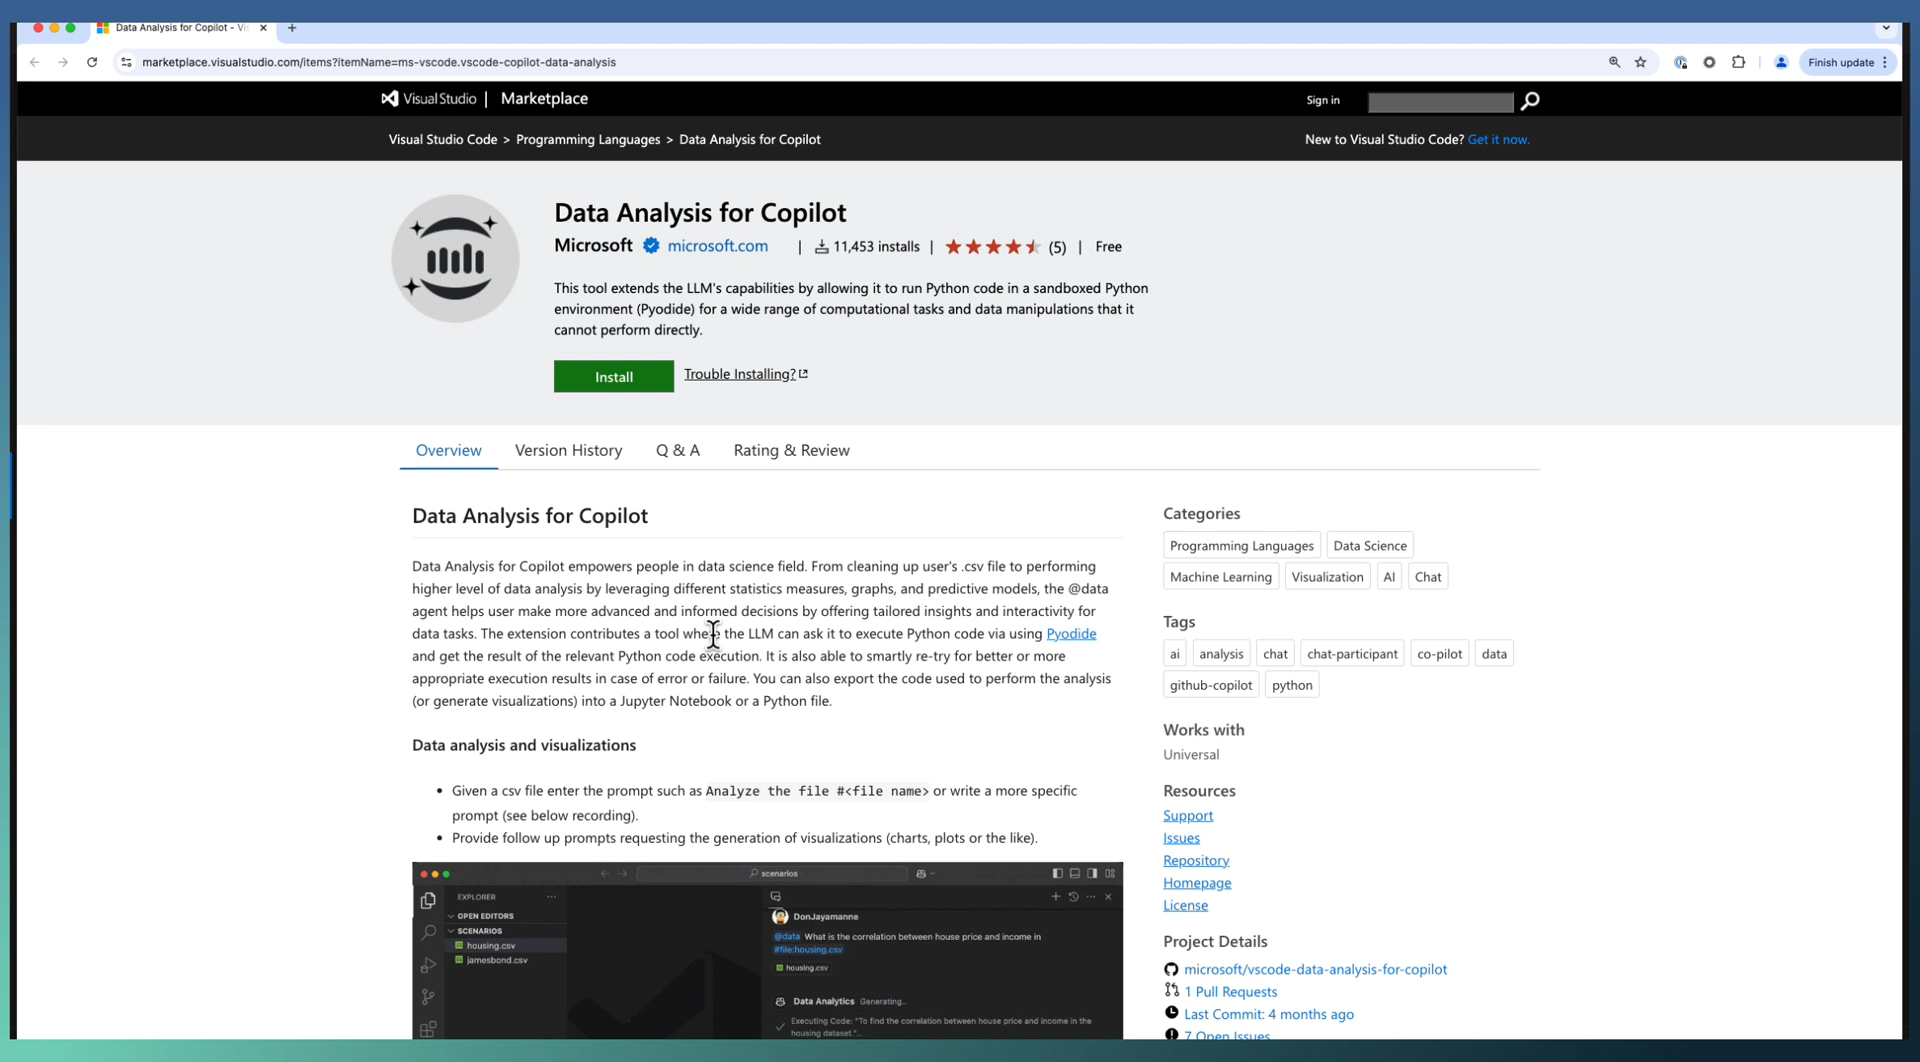 Data Analysis for Copilot - Vi
marketplace.visualstudio.com/items?itemName=ms-vscode.vscode-copilot-data-analysis
Finish update
Visual Studio | Marketplace
Sign in
Visual Studio Code > Programming Languages > Data Analysis for Copilot
New to Visual Studio Code? Get it now.
Data Analysis for Copilot
Microsoft microsoft.com | 11,453 installs | (5) | Free
This tool extends the LLM's capabilities by allowing it to run Python code in a sandboxed Python
environment (Pyodide) for a wide range of computational tasks and data manipulations that it
cannot perform directly.
Install
Trouble Installing?
Overview
Version History
Q & A
Rating & Review
Data Analysis for Copilot
Data Analysis for Copilot empowers people in data science field. From cleaning up user's .csv file to performing
higher level of data analysis by leveraging different statistics measures, graphs, and predictive models, the @data
agent helps user make more advanced and informed decisions by offering tailored insights and interactivity for
data tasks. The extension contributes a tool where the LLM can ask it to execute Python code via using Pyodide
and get the result of the relevant Python code execution. It is also able to smartly re-try for better or more
appropriate execution results in case of error or failure. You can also export the code used to perform the analysis
(or generate visualizations) into a Jupyter Notebook or a Python file.
Data analysis and visualizations
• Given a csv file enter the prompt such as Analyze the file #<file name> or write a more specific
prompt (see below recording).
• Provide follow up prompts requesting the generation of visualizations (charts, plots or the like).
scenarios
EXPLORER
OPEN EDITORS
SCENARIOS
housing.csv
jamesbond.csv
DonJayamanne
@data What is the correlation between house price and income in
#file:housing.csv
housing.csv
Data Analytics Generating..
Executing Code: "To find the correlation between house price and income in the
housing dataset."...
Categories
Programming Languages
Data Science
Machine Learning
Visualization
AI
Chat
Tags
ai
analysis
chat
chat-participant
co-pilot
data
github-copilot
python
Works with
Universal
Resources
Support
Issues
Repository
Homepage
License
Project Details
microsoft/vscode-data-analysis-for-copilot
1 Pull Requests
Last Commit: 4 months ago
7 Open Issues